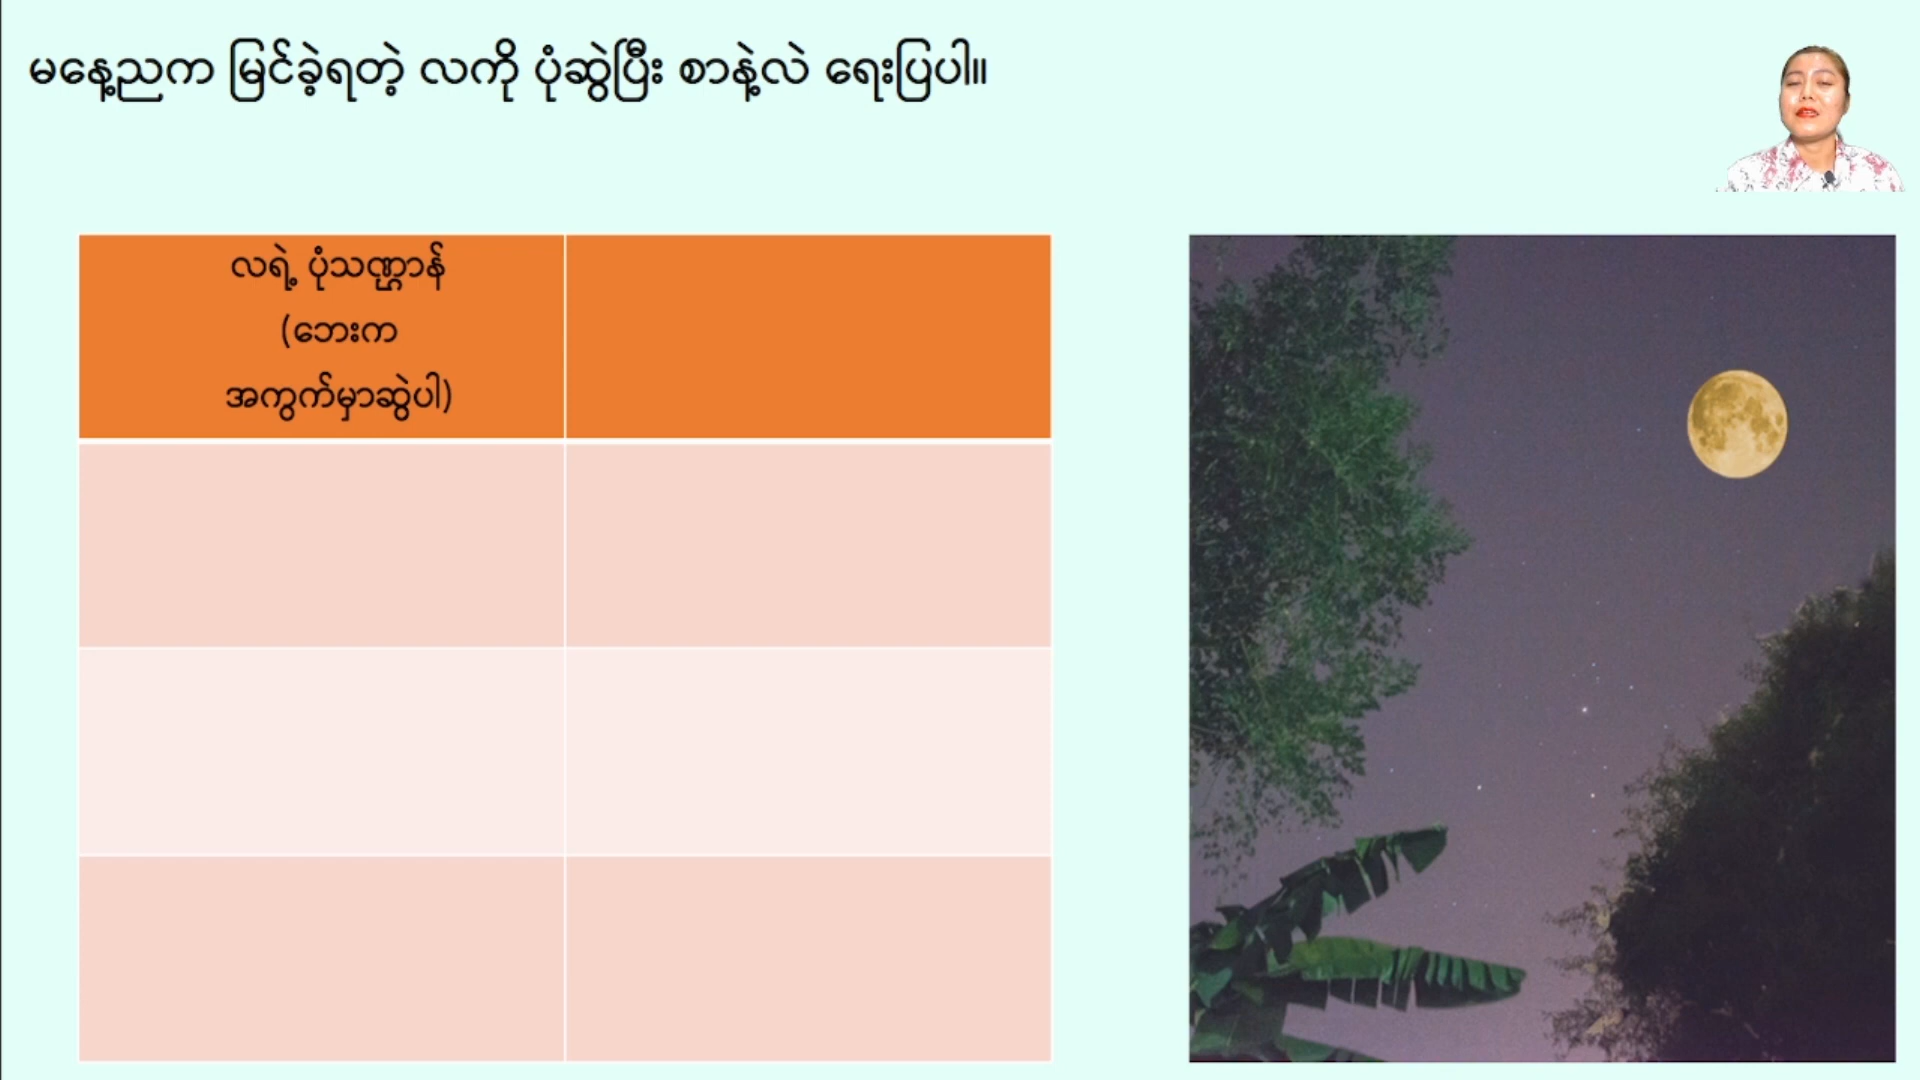 မနေ့ညက မြင်ခဲ့ရတဲ့ လကို ပုံဆွဲပြီး စာနဲ့လဲ ရေးပြပါ။
လရဲ့ ပုံသဏ္ဌာန်
(ဘေးက
အကွက်မှာဆွဲပါ)